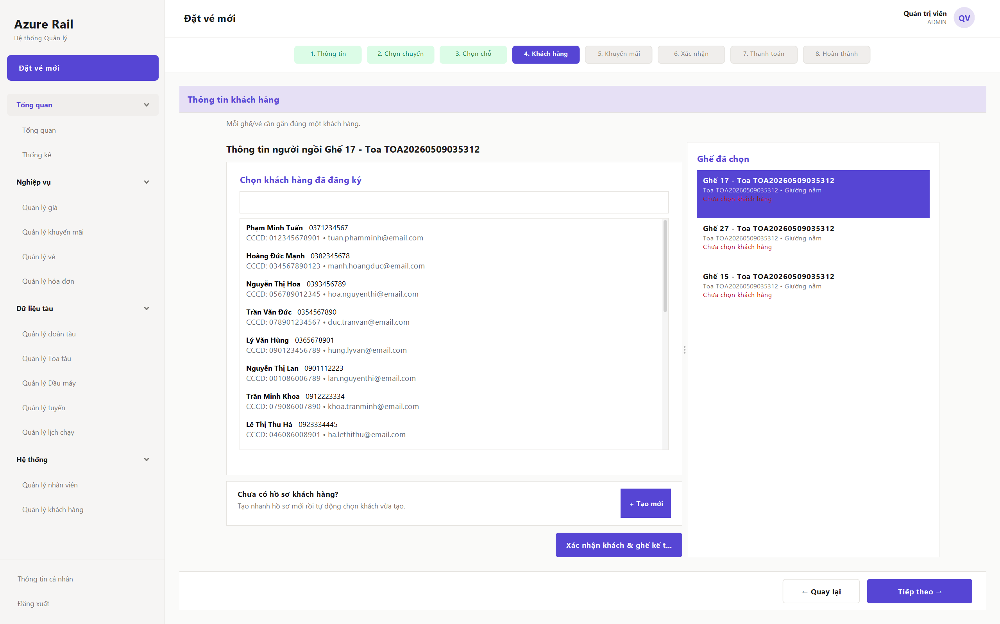 Azure Rail
Hệ thống Quản lý
Đặt vé mới
Tổng quan
Tổng quan
Thống kê
Nghiệp vụ
Quản lý giá
Quản lý khuyến mãi
Quản lý vé
Quản lý hóa đơn
Dữ liệu tàu
Quản lý đoàn tàu
Quản lý Toa tàu
Quản lý Đầu máy
Quản lý tuyến
Quản lý lịch chạy
Hệ thống
Quản lý nhân viên
Quản lý khách hàng
Thông tin cá nhân
Đăng xuất
Đặt vé mới
Quản trị viên
ADMIN
QV
1. Thông tin
2. Chọn chuyến
3. Chọn chỗ
4. Khách hàng
5. Khuyến mãi
6. Xác nhận
7. Thanh toán
8. Hoàn thành
Thông tin khách hàng
Mỗi ghế/vé cần gắn đúng một khách hàng.
Thông tin người ngồi Ghế 17 - Toa TOA20260509035312
Chọn khách hàng đã đăng ký
Phạm Minh Tuấn 0371234567
CCCD: 012345678901 • tuan.phamminh@email.com
Hoàng Đức Mạnh 0382345678
CCCD: 034567890123 • manh.hoangduc@email.com
Nguyễn Thị Hoa 0393456789
CCCD: 056789012345 • hoa.nguyenthi@email.com
Trần Văn Đức 0354567890
CCCD: 078901234567 • duc.tranvan@email.com
Lý Văn Hùng 0365678901
CCCD: 090123456789 • hung.lyvan@email.com
Nguyễn Thị Lan 0901112223
CCCD: 001086006789 • lan.nguyenthi@email.com
Trần Minh Khoa 0912223334
CCCD: 079086007890 • khoa.tranminh@email.com
Lê Thị Thu Hà 0923334445
CCCD: 046086008901 • ha.lethithu@email.com
Chưa có hồ sơ khách hàng?
Tạo nhanh hồ sơ mới rồi tự động chọn khách vừa tạo.
+ Tạo mới
Xác nhận khách & ghế kế t...
Ghế đã chọn
Ghế 17 - Toa TOA20260509035312
Toa TOA20260509035312 • Giường nằm
Chưa chọn khách hàng
Ghế 27 - Toa TOA20260509035312
Toa TOA20260509035312 • Giường nằm
Chưa chọn khách hàng
Ghế 15 - Toa TOA20260509035312
Toa TOA20260509035312 • Giường nằm
Chưa chọn khách hàng
← Quay lại
Tiếp theo →